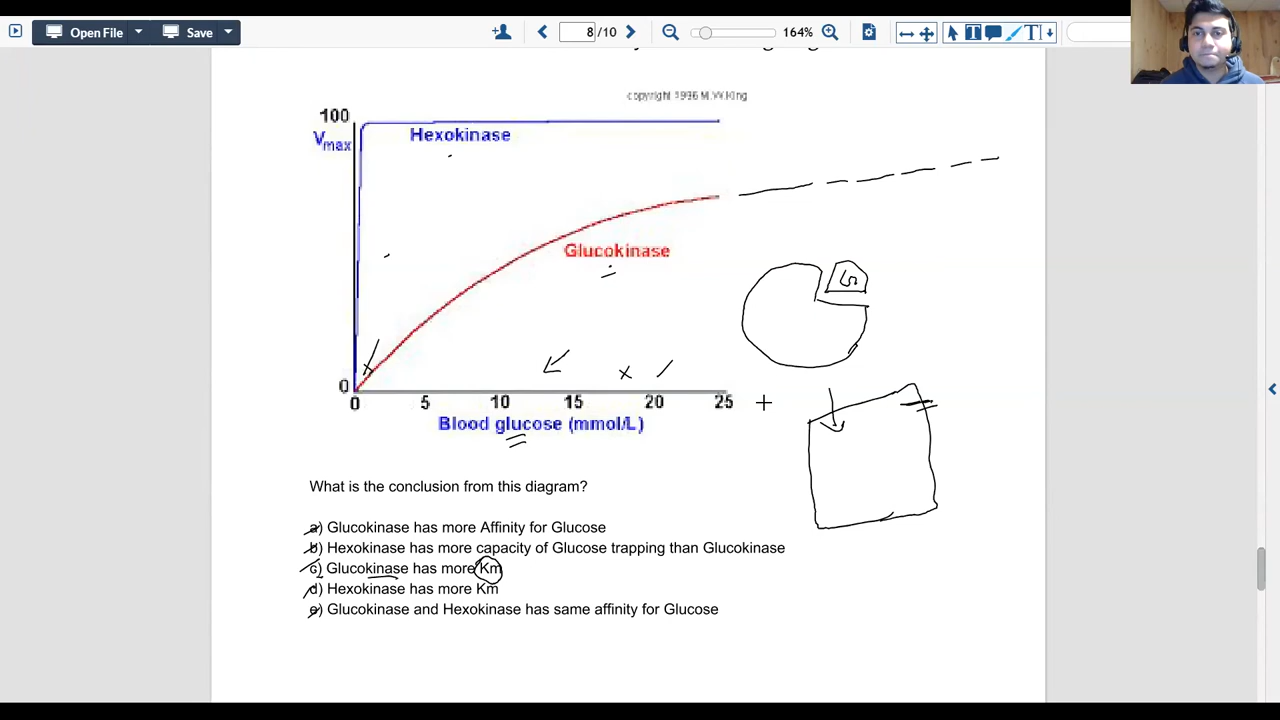 Open File Save 8 /10 164%
copyright 1996 M.W.King
100
Vmax
Hexokinase
Glucokinase
0
0 5 10 15 20 25
Blood glucose (mmol/L)
What is the conclusion from this diagram?
a) Glucokinase has more Affinity for Glucose
b) Hexokinase has more capacity of Glucose trapping than Glucokinase
c) Glucokinase has more Km
d) Hexokinase has more Km
e) Glucokinase and Hexokinase has same affinity for Glucose